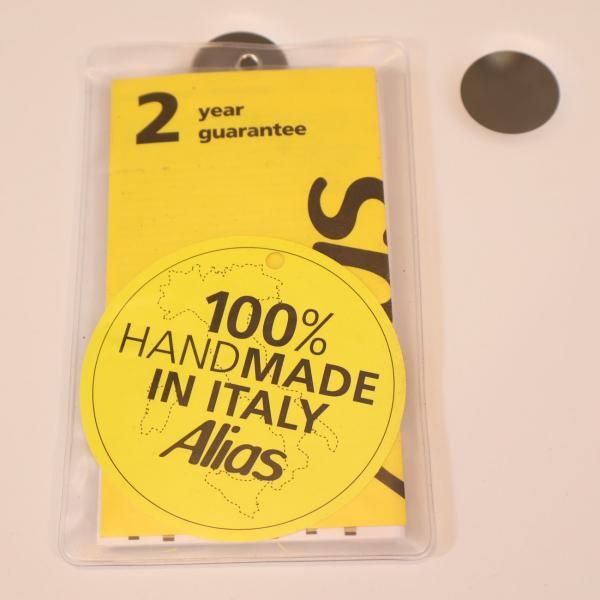 2 year
guarantee
100%
HANDMADE
IN ITALY
Alias